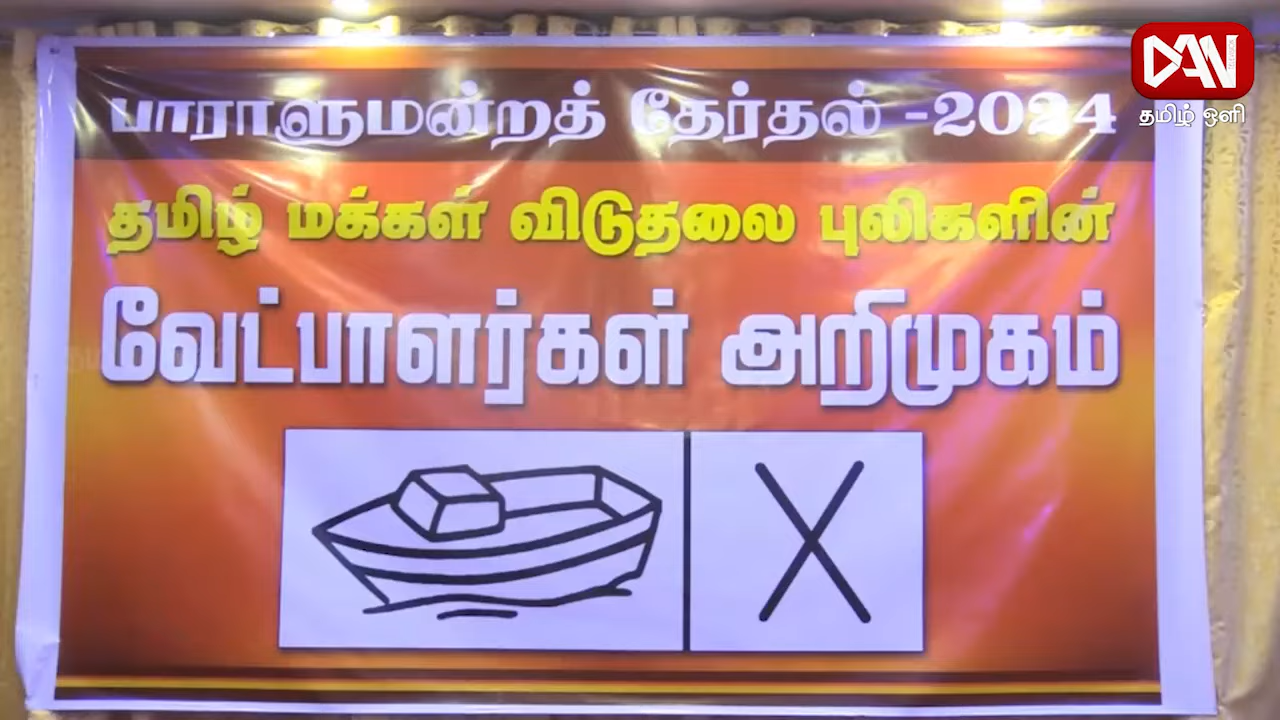 பாராளுமன்றத் தேர்தல் -2024
தமிழ் மக்கள் விடுதலை புலிகளின்
வேட்பாளர்கள் அறிமுகம்
X
DAN
தமிழ் ஒளி